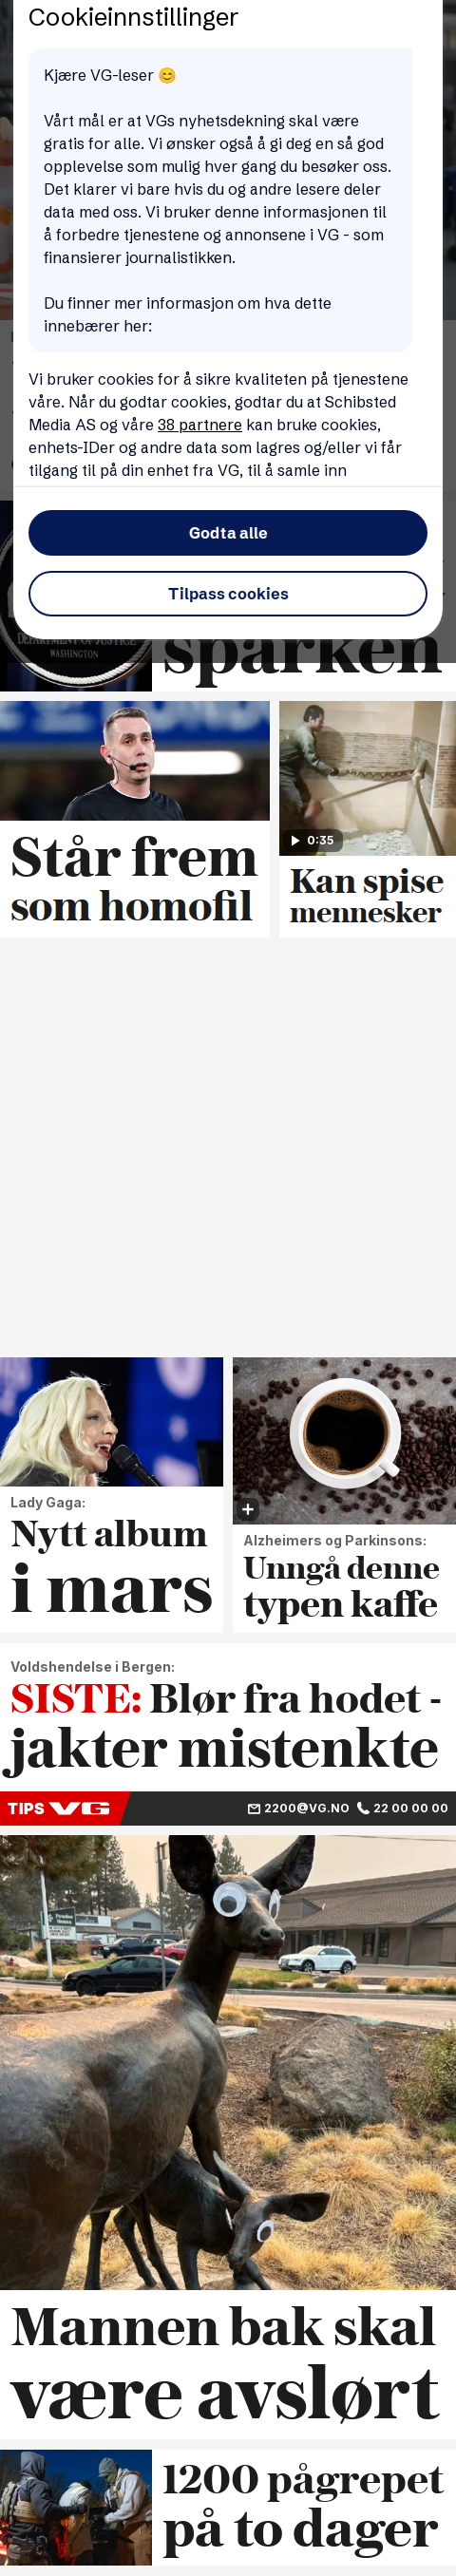 Cookieinnstillinger
Kjære VG-leser 😊
Vårt mål er at VGs nyhetsdekning skal være
gratis for alle. Vi ønsker også å gi deg en så god
opplevelse som mulig hver gang du besøker oss.
Det klarer vi bare hvis du og andre lesere deler
data med oss. Vi bruker denne informasjonen til
å forbedre tjenestene og annonsene i VG - som
finansierer journalistikken.
Du finner mer informasjon om hva dette
innebærer her:
Vi bruker cookies for å sikre kvaliteten på tjenestene
våre. Når du godtar cookies, godtar du at Schibsted
Media AS og våre 38 partnere kan bruke cookies,
enhets-IDer og andre data som lagres og/eller vi får
tilgang til på din enhet fra VG, til å samle inn
Godta alle
Tilpass cookies
DEPARTMENT OF JUSTICE
WASHINGTON
sparken
Står frem
som homofil
0:35
Kan spise
mennesker
Lady Gaga:
Nytt album
i mars
Alzheimers og Parkinsons:
Unngå denne
typen kaffe
Voldshendelse i Bergen:
SISTE: Blør fra hodet -
jakter mistenkte
TIPS VG 2200@VG.NO 22 00 00 00
Mannen bak skal
være avslørt
1200 pågrepet
på to dager